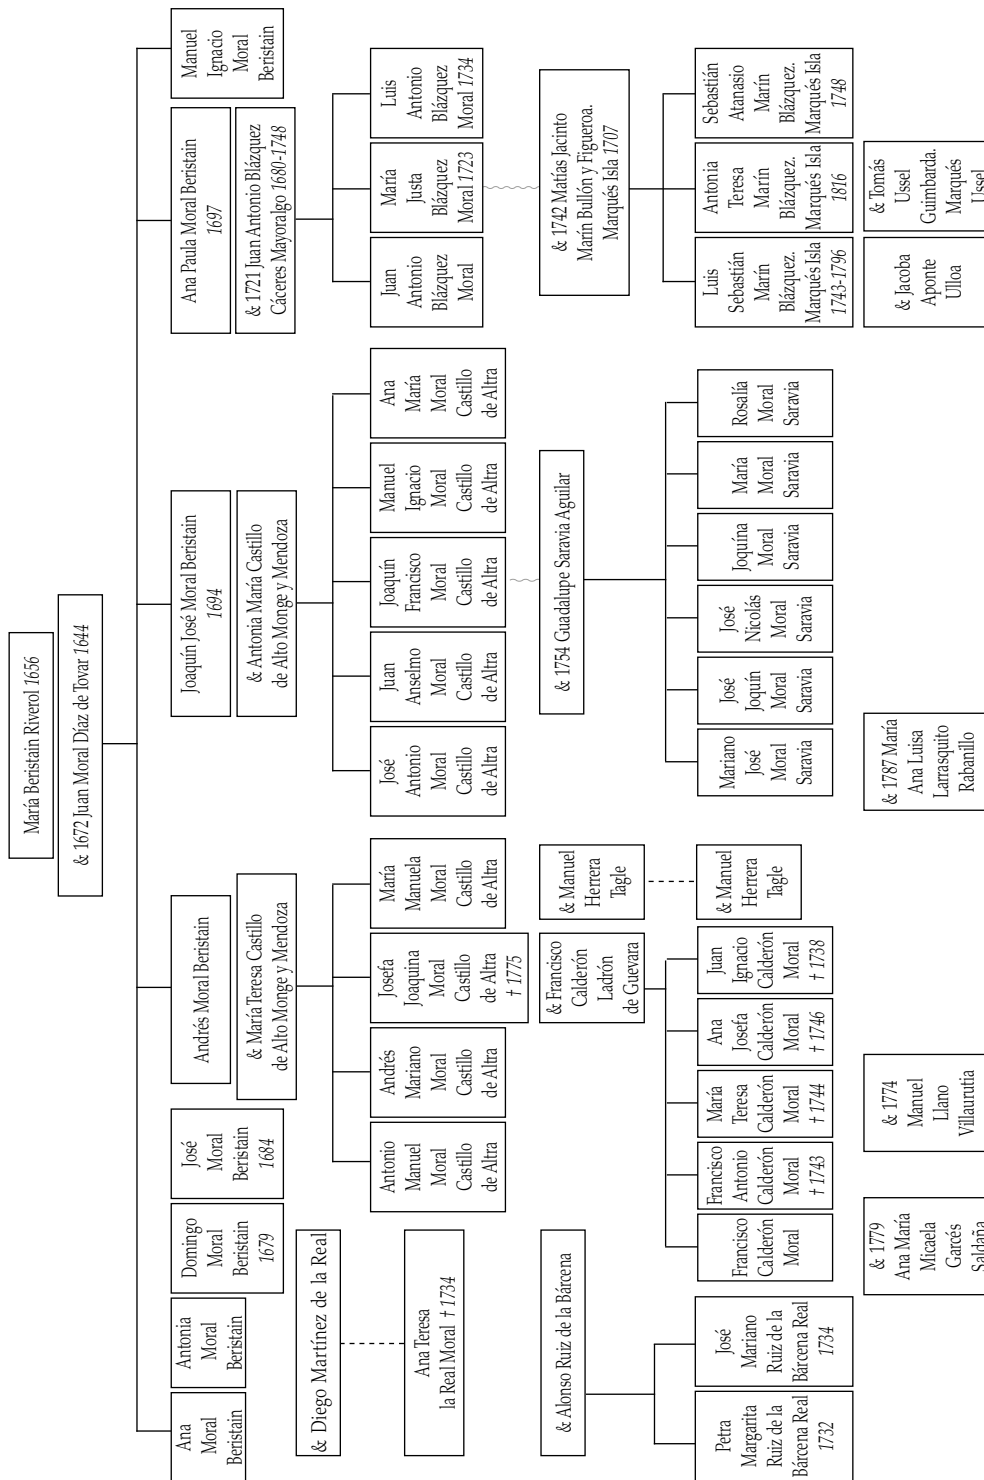 María Beristain Riverol 1656
& 1672 Juan Moral Díaz de Tovar 1644
Ana
Moral
Beristain
Antonia
Moral
Beristain
Domingo
Moral
Beristain
1679
José
Moral
Beristain
1684
Andrés Moral Beristain
Joaquín José Moral Beristain
1694
Ana Paula Moral Beristain
1697
Manuel
Ignacio
Moral
Beristain
& Diego Martínez de la Real
& María Teresa Castillo
de Alto Monge y Mendoza
& Antonia María Castillo
de Alto Monge y Mendoza
& 1721 Juan Antonio Blázquez
Cáceres Mayoralgo 1680-1748
Ana Teresa
la Real Moral † 1734
Antonio
Manuel
Moral
Castillo
de Altra
Andrés
Mariano
Moral
Castillo
de Altra
Josefa
Joaquina
Moral
Castillo
de Altra
† 1775
María
Manuela
Moral
Castillo
de Altra
José
Antonio
Moral
Castillo
de Altra
Juan
Anselmo
Moral
Castillo
de Altra
Joaquín
Francisco
Moral
Castillo
de Altra
Manuel
Ignacio
Moral
Castillo
de Altra
Ana
María
Moral
Castillo
de Altra
Juan
Antonio
Blázquez
Moral
María
Justa
Blázquez
Moral 1723
Luis
Antonio
Blázquez
Moral 1734
& Alonso Ruiz de la Bárcena
& Francisco
Calderón
Ladrón
de Guevara
& Manuel
Herrera
Tagle
& 1754 Guadalupe Saravia Aguilar
& 1742 Matías Jacinto
Marín Bullón y Figueroa.
Marqués Isla 1707
Petra
Margarita
Ruiz de la
Bárcena Real
1732
José
Mariano
Ruiz de la
Bárcena Real
1734
Francisco
Calderón
Moral
Francisco
Antonio
Calderón
Moral
† 1743
María
Teresa
Calderón
Moral
† 1744
Ana
Josefa
Calderón
Moral
† 1746
Juan
Ignacio
Calderón
Moral
† 1738
& Manuel
Herrera
Tagle
Mariano
José
Moral
Saravia
José
Joquín
Moral
Saravia
José
Nicolás
Moral
Saravia
Joquína
Moral
Saravia
María
Moral
Saravia
Rosalía
Moral
Saravia
Luis
Sebastián
Marín
Blázquez.
Marqués Isla
1743-1796
Antonia
Teresa
Marín
Blázquez.
Marqués Isla
1816
Sebastián
Atanasio
Marín
Blázquez.
Marqués Isla
1748
& 1779
Ana María
Micaela
Garcés
Saldaña
& 1774
Manuel
Llano
Villaurutia
& 1787 María
Ana Luisa
Larrasquito
Rabanillo
& Jacoba
Aponte
Ulloa
& Tomás
Ussel
Guimbarda.
Marqués
Ussel